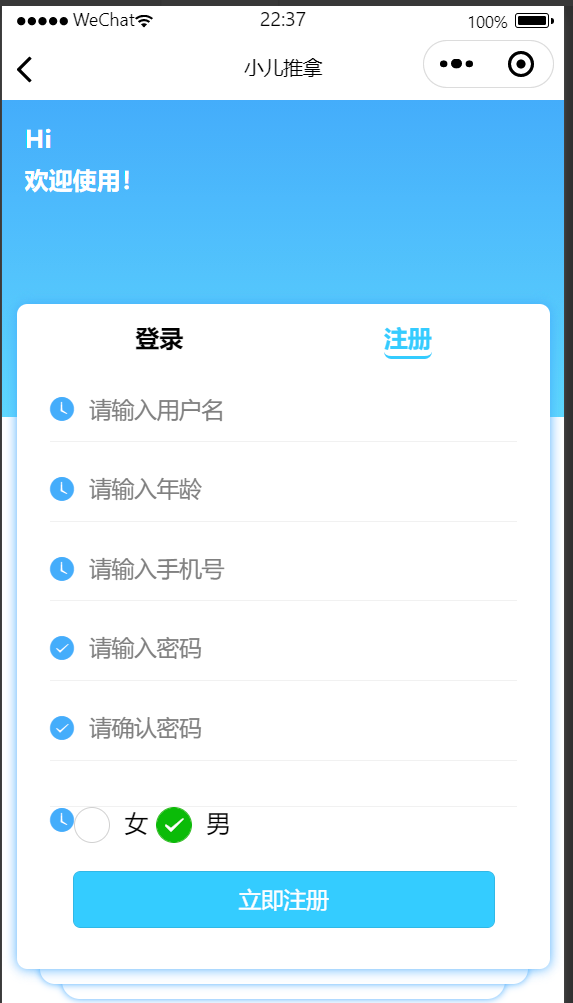 WeChat 22:37 100%
小儿推拿
Hi
欢迎使用！
登录 注册
请输入用户名
请输入年龄
请输入手机号
请输入密码
请确认密码
女 男
立即注册